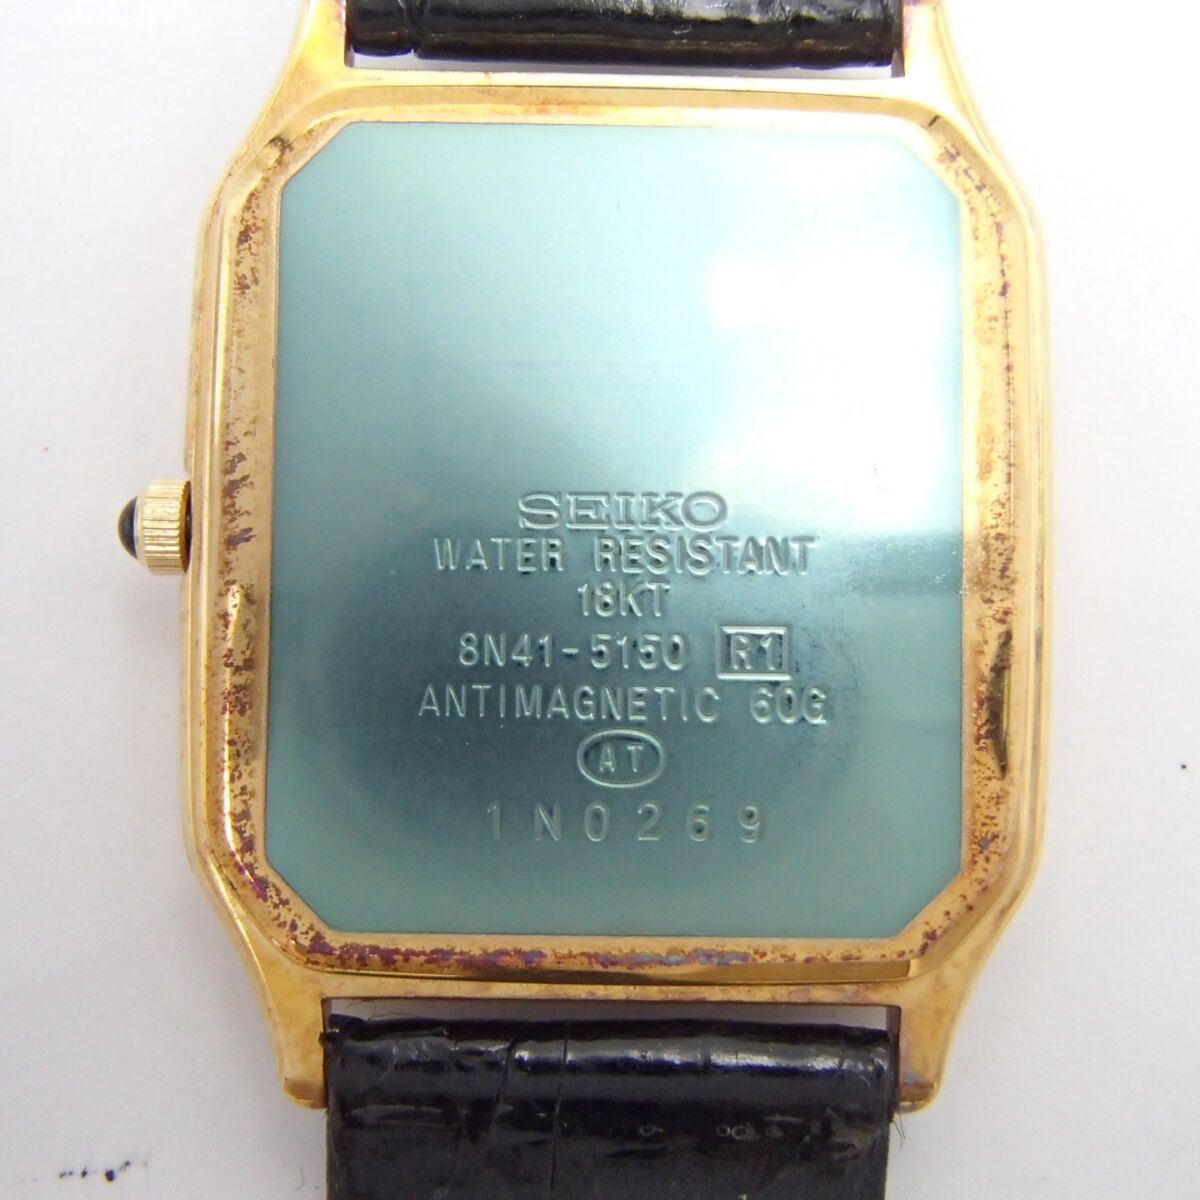 SEIKO
WATER RESISTANT
18KT
8N41-5150 R1
ANTIMAGNETIC 60G
AT
1N0269